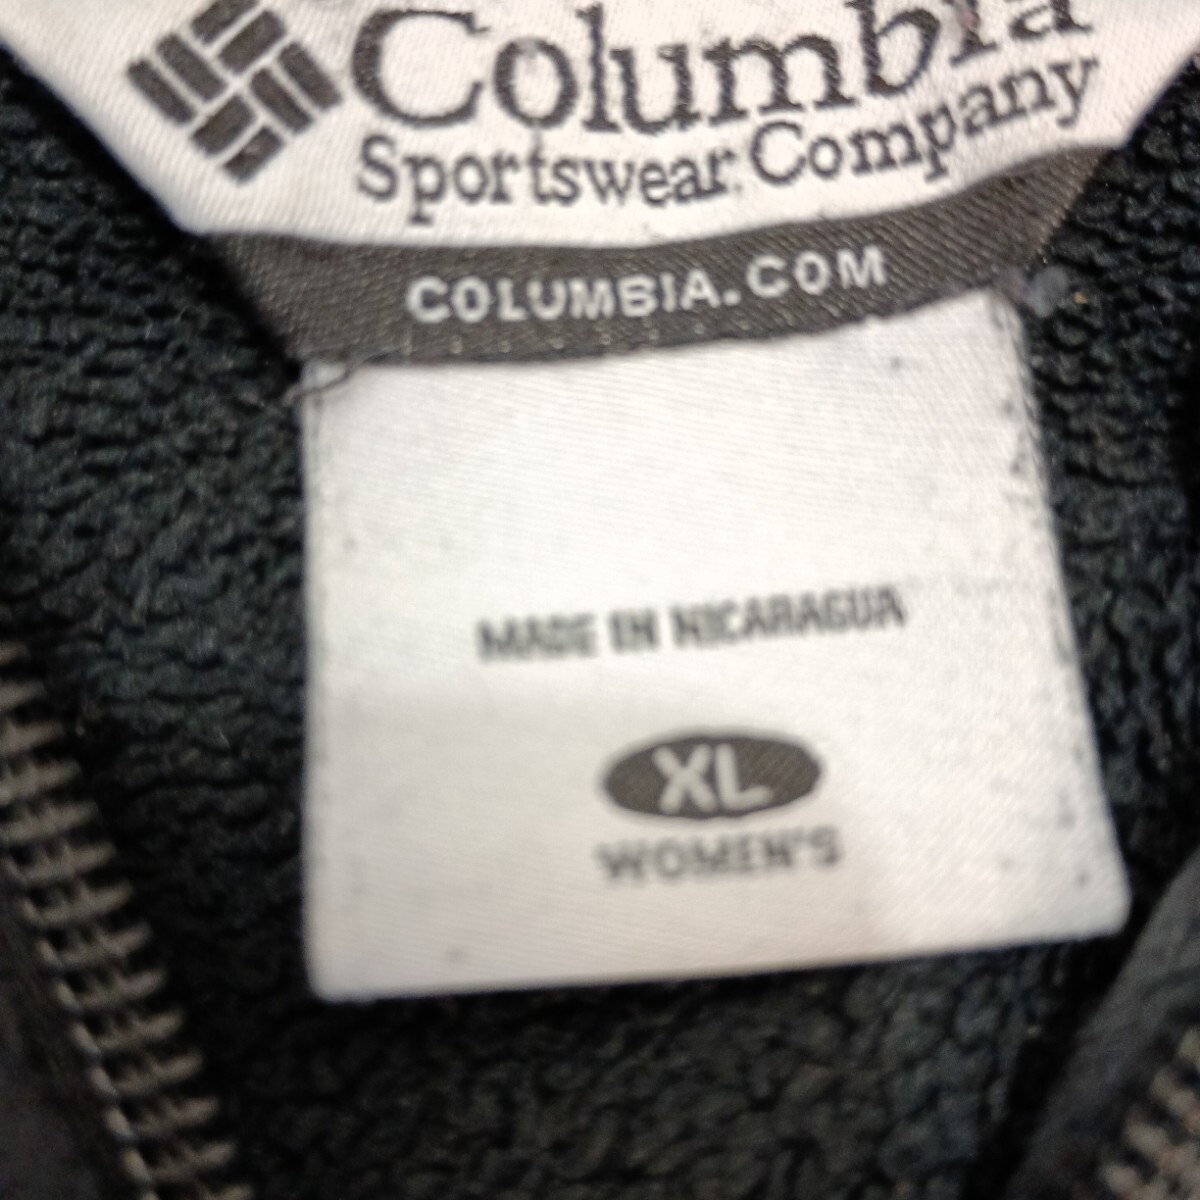 Columbia
Sportswear Company
COLUMBIA.COM
MADE IN NICARAGUA
XL
WOMEN'S